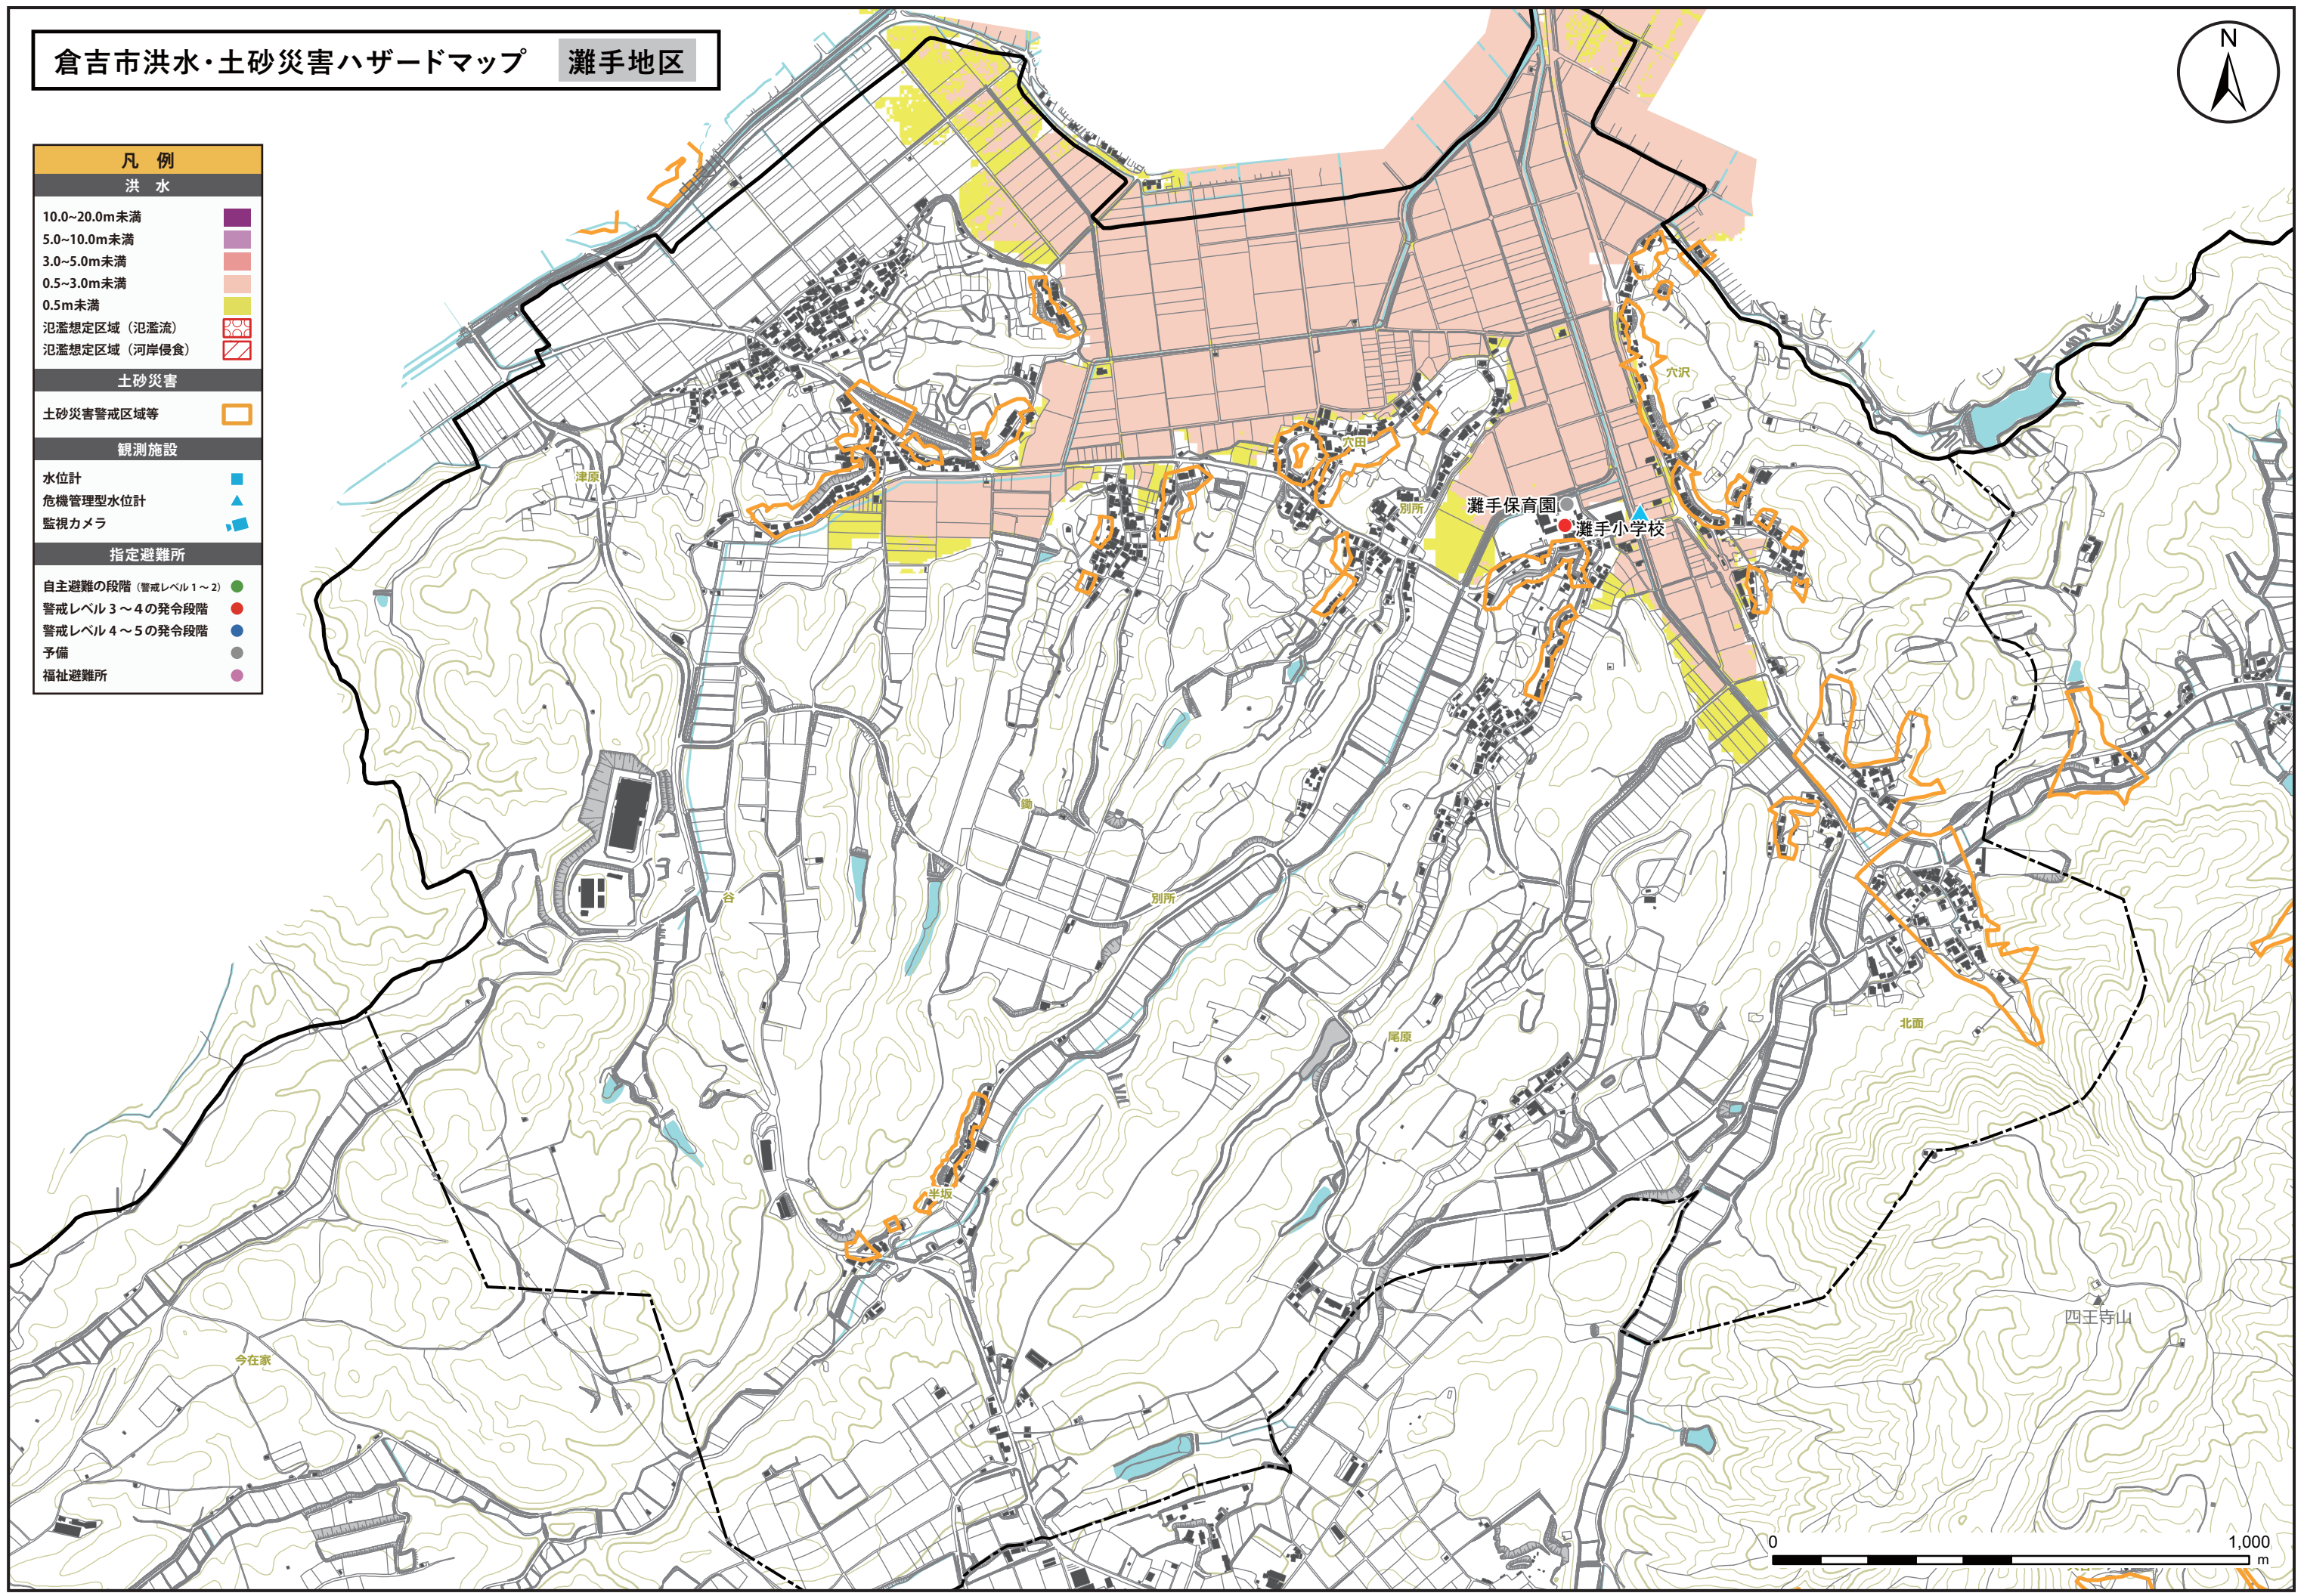 倉吉市洪水・土砂災害ハザードマップ 灘手地区
N
凡 例
洪 水
10.0~20.0m未満
5.0~10.0m未満
3.0~5.0m未満
0.5~3.0m未満
0.5m未満
氾濫想定区域（氾濫流）
氾濫想定区域（河岸侵食）
土砂災害
土砂災害警戒区域等
観測施設
水位計
危機管理型水位計
監視カメラ
指定避難所
自主避難の段階（警戒レベル1～2）
警戒レベル3～4の発令段階
警戒レベル4～5の発令段階
予備
福祉避難所
穴沢
穴田
津原
別所
灘手保育園
灘手小学校
鋤
谷
別所
北面
尾原
半坂
四王寺山
今在家
0 1,000 m